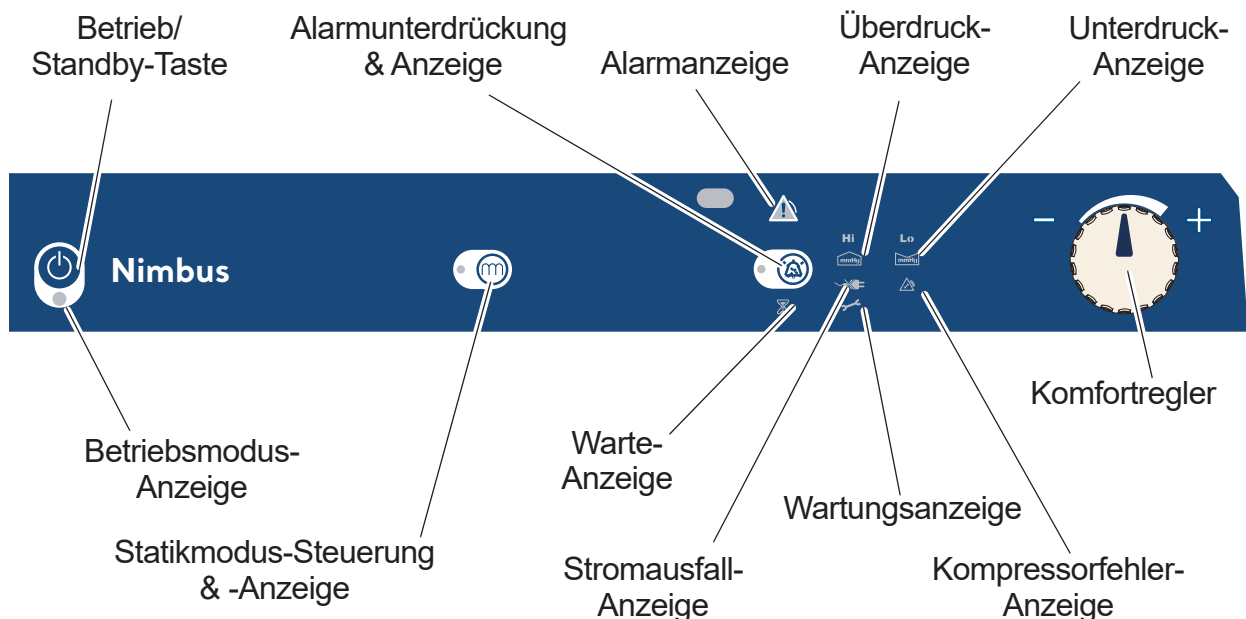 Betrieb/
Standby-Taste
Alarmunterdrückung
& Anzeige
Alarmanzeige
Überdruck-
Anzeige
Unterdruck-
Anzeige
Hi
Lo
mmHg
mmHg
Nimbus
− +
Komfortregler
Betriebsmodus-
Anzeige
Warte-
Anzeige
Wartungsanzeige
Statikmodus-Steuerung
& -Anzeige
Stromausfall-
Anzeige
Kompressorfehler-
Anzeige